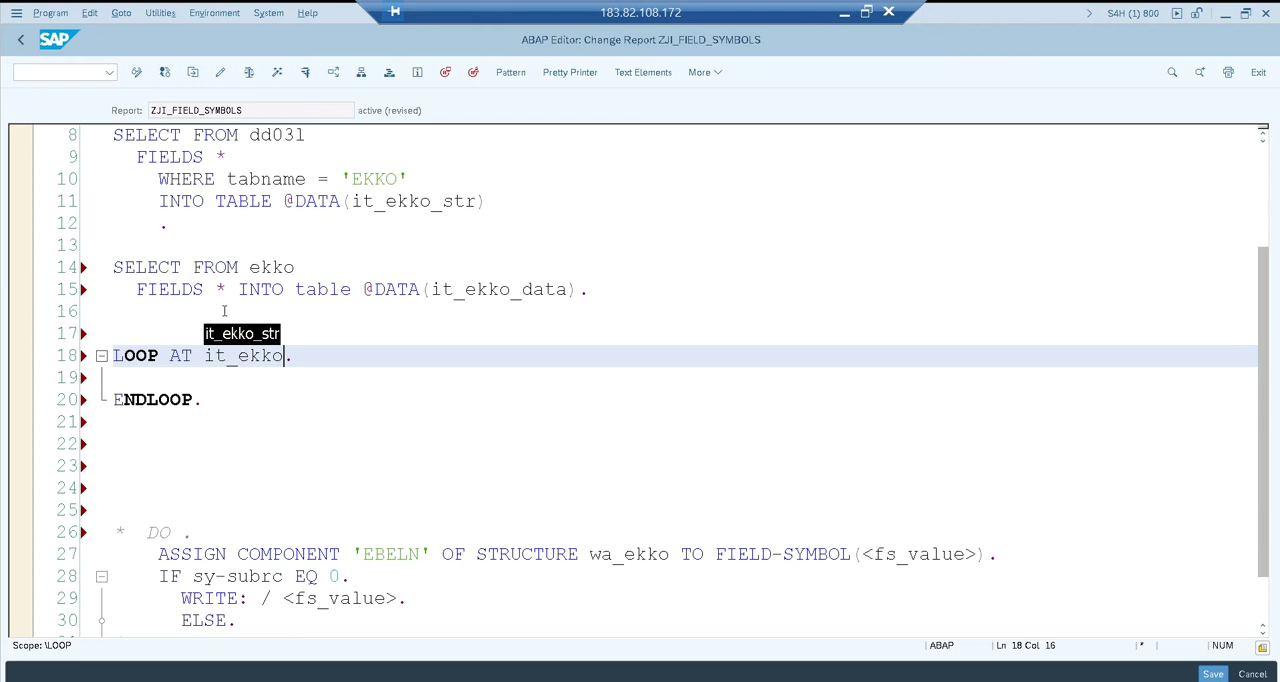 183.82.108.172
Program Edit Goto Utilities Environment System Help
S4H (1) 800
SAP
ABAP Editor: Change Report ZJI_FIELD_SYMBOLS
Pattern Pretty Printer Text Elements More Exit
Report: ZJI_FIELD_SYMBOLS active (revised)
8 SELECT FROM dd03l
9 FIELDS *
10 WHERE tabname = 'EKKO'
11 INTO TABLE @DATA(it_ekko_str)
12 .
13
14 SELECT FROM ekko
15 FIELDS * INTO table @DATA(it_ekko_data).
16
17 it_ekko_str
18 LOOP AT it_ekko.
19
20 ENDLOOP.
21
22
23
24
25
26 * DO .
27 ASSIGN COMPONENT 'EBELN' OF STRUCTURE wa_ekko TO FIELD-SYMBOL(<fs_value>).
28 IF sy-subrc EQ 0.
29 WRITE: / <fs_value>.
30 ELSE.
Scope: \LOOP ABAP Ln 18 Col 16 * NUM
Save Cancel